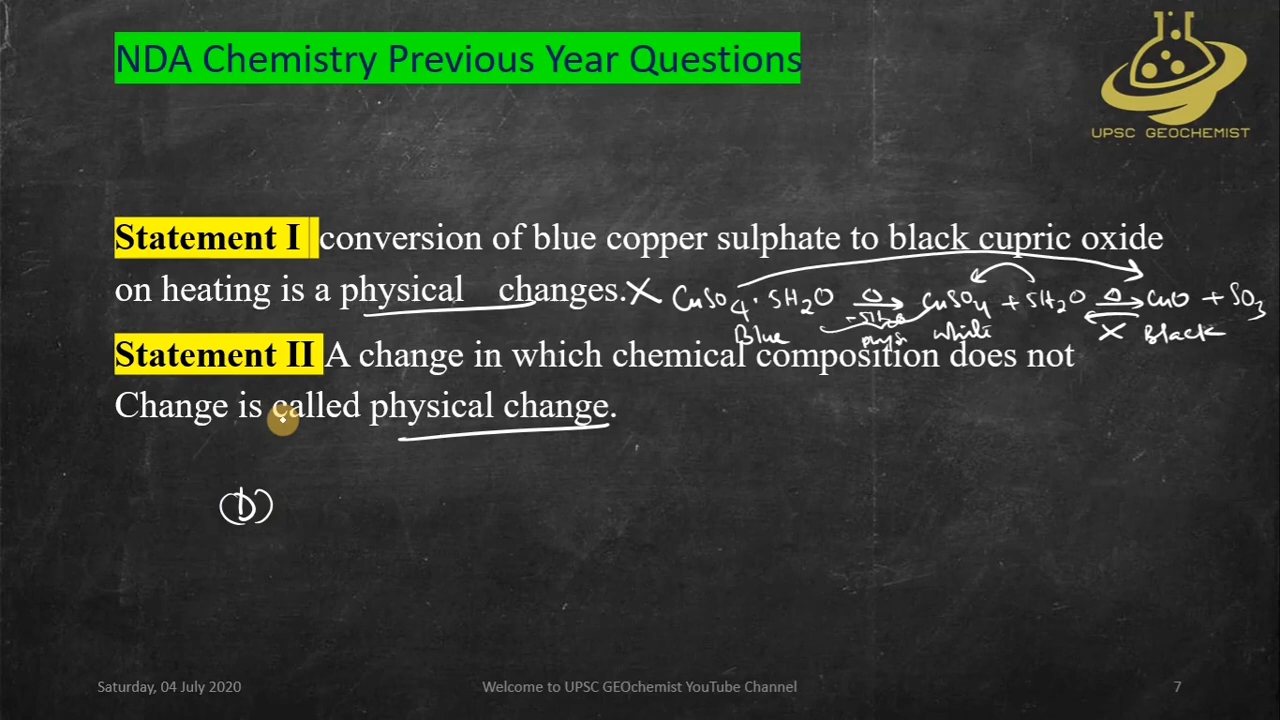 NDA Chemistry Previous Year Questions
UPSC GEOCHEMIST
Statement I conversion of blue copper sulphate to black cupric oxide
on heating is a physical changes.X CuSO4·5H2O Δ→ CuSO4 + 5H2O Δ→ CuO + SO3
-5H2O
Blue white X Black
Statement II A change in which chemical composition does not
Change is called physical change.
(D)
Saturday, 04 July 2020
Welcome to UPSC GEOchemist YouTube Channel
7